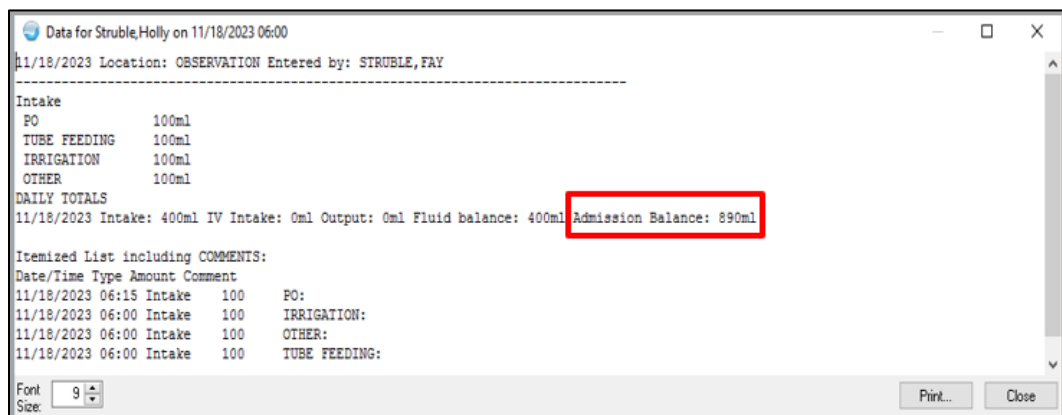 Data for Struble,Holly on 11/18/2023 06:00
11/18/2023 Location: OBSERVATION Entered by: STRUBLE,FAY
--------------------------------------------------------------------------------
Intake
PO 100ml
TUBE FEEDING 100ml
IRRIGATION 100ml
OTHER 100ml
DAILY TOTALS
11/18/2023 Intake: 400ml IV Intake: 0ml Output: 0ml Fluid balance: 400ml Admission Balance: 890ml
Itemized List including COMMENTS:
Date/Time Type Amount Comment
11/18/2023 06:15 Intake 100 PO:
11/18/2023 06:00 Intake 100 IRRIGATION:
11/18/2023 06:00 Intake 100 OTHER:
11/18/2023 06:00 Intake 100 TUBE FEEDING:
Font Size: 9 Print... Close